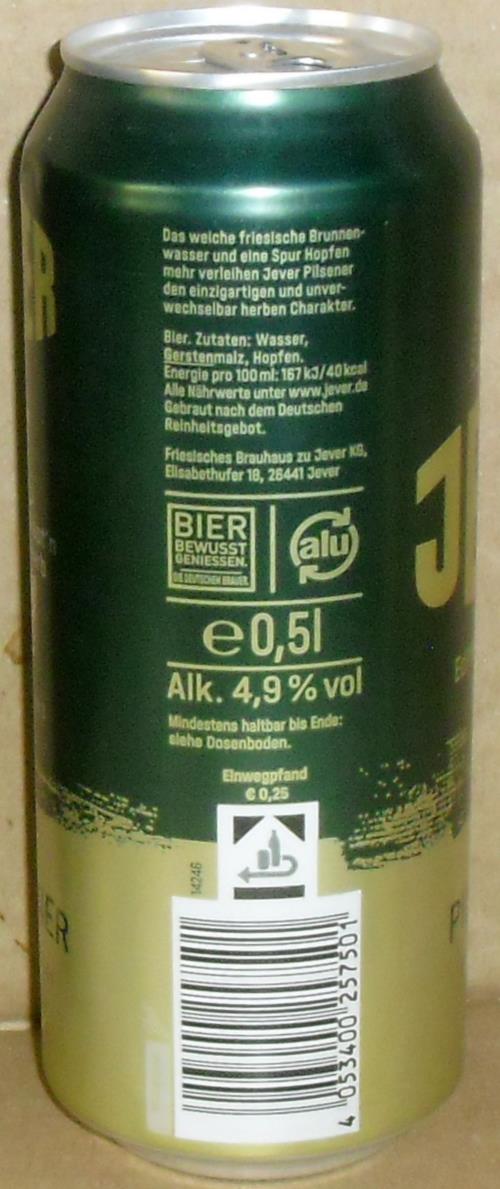 Das weiche friesische Brunnen-
wasser und eine Spur Hopfen
mehr verleihen Jever Pilsener
den einzigartigen und unver-
wechselbar herben Charakter.
Bier. Zutaten: Wasser,
Gerstenmalz, Hopfen.
Energie pro 100 ml: 167 kJ/40 kcal
Alle Nährwerte unter www.jever.de
Gebraut nach dem Deutschen
Reinheitsgebot.
Friesisches Brauhaus zu Jever KG,
Elisabethufer 18, 26441 Jever
BIER
BEWUSST
GENIESSEN.
DIE DEUTSCHEN BRAUER.
alu
e 0,5l
Alk. 4,9 % vol
Mindestens haltbar bis Ende:
siehe Dosenboden.
Einwegpfand
€ 0,25
14246
4 053400 257501
ER
J
ER
P